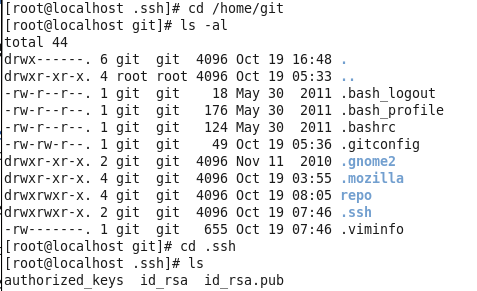 [root@localhost .ssh]# cd /home/git
[root@localhost git]# ls -al
total 44
drwx------. 6 git  git  4096 Oct 19 16:48 .
drwxr-xr-x. 4 root root 4096 Oct 19 05:33 ..
-rw-r--r--. 1 git  git    18 May 30  2011 .bash_logout
-rw-r--r--. 1 git  git   176 May 30  2011 .bash_profile
-rw-r--r--. 1 git  git   124 May 30  2011 .bashrc
-rw-rw-r--. 1 git  git    49 Oct 19 05:36 .gitconfig
drwxr-xr-x. 2 git  git  4096 Nov 11  2010 .gnome2
drwxr-xr-x. 4 git  git  4096 Oct 19 03:55 .mozilla
drwxrwxr-x. 4 git  git  4096 Oct 19 08:05 repo
drwxrwxr-x. 2 git  git  4096 Oct 19 07:46 .ssh
-rw-------. 1 git  git   655 Oct 19 07:46 .viminfo
[root@localhost git]# cd .ssh
[root@localhost .ssh]# ls
authorized_keys  id_rsa  id_rsa.pub